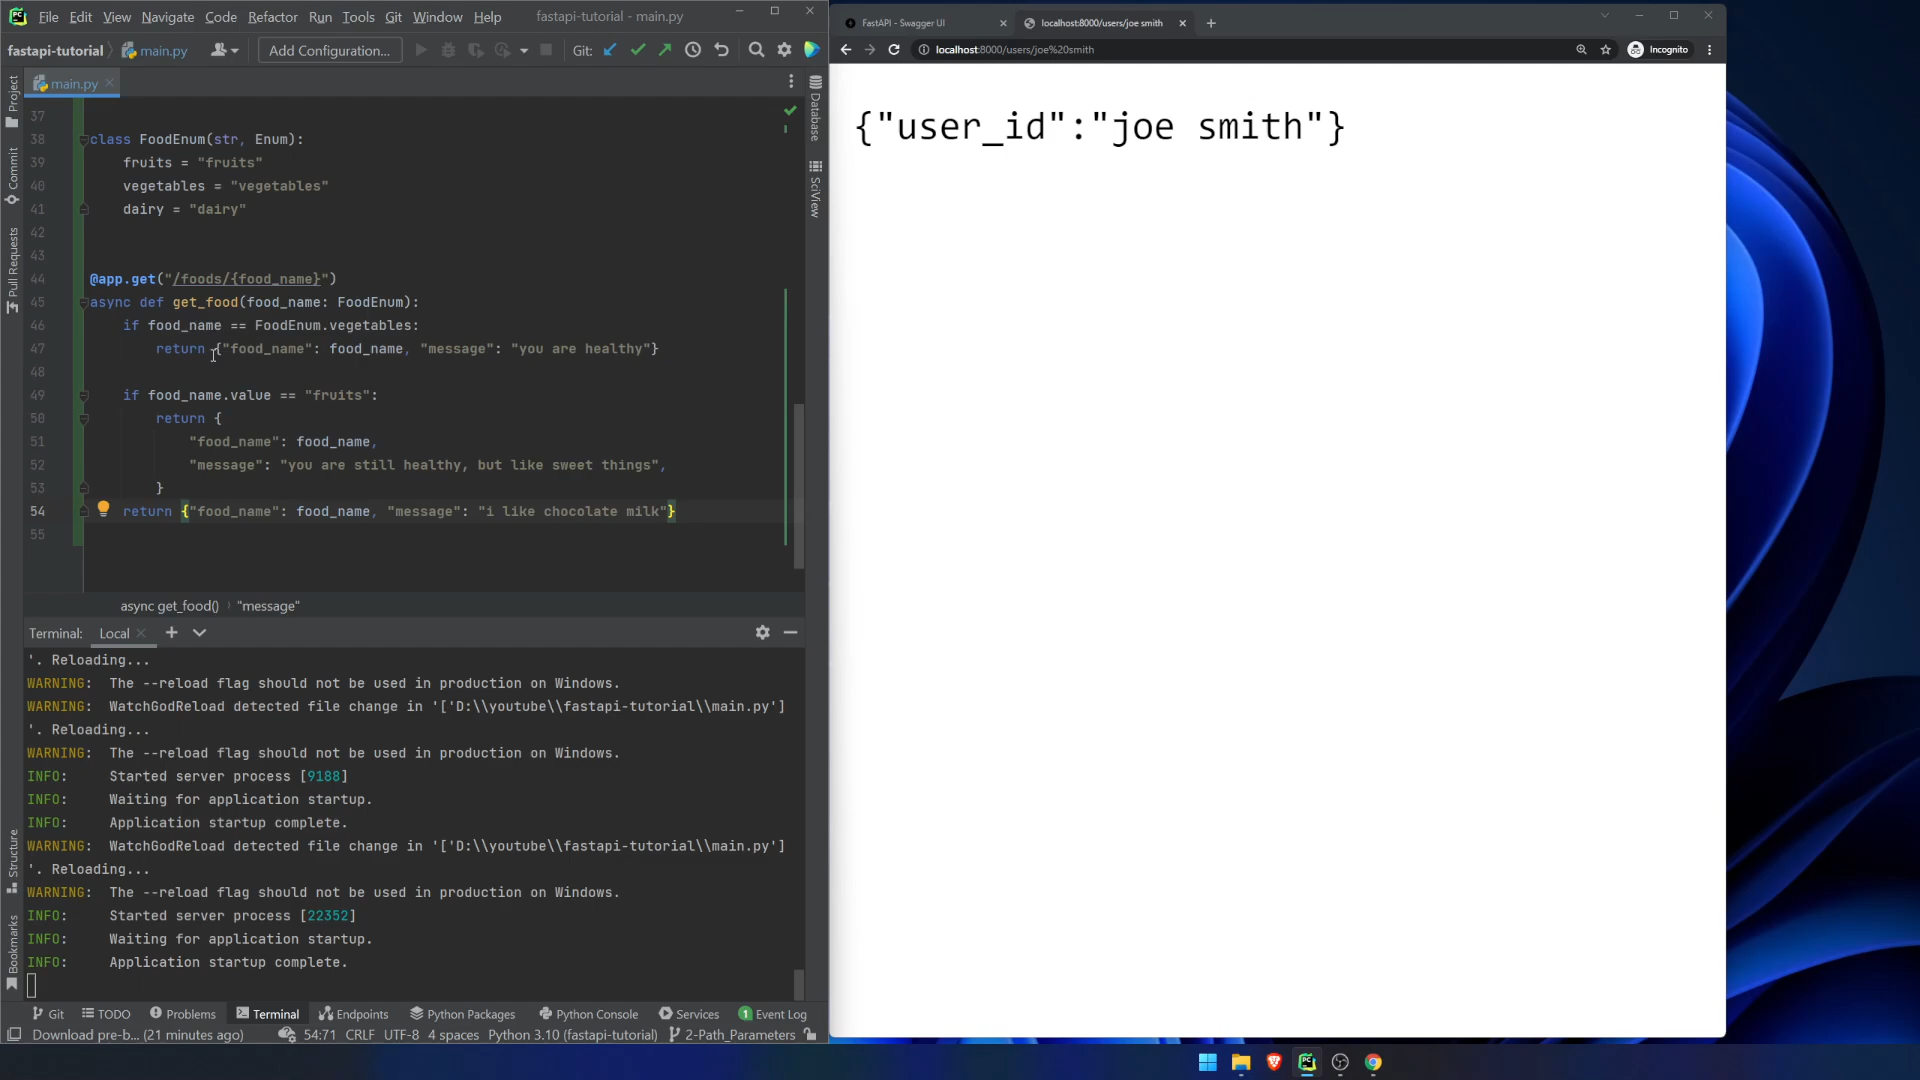 File Edit View Navigate Code Refactor Run Tools Git Window Help fastapi-tutorial - main.py
fastapi-tutorial main.py Add Configuration... Git:
main.py
Project
Commit
Pull Requests
Structure
Bookmarks
Database
SciView
37
38 class FoodEnum(str, Enum):
39 fruits = "fruits"
40 vegetables = "vegetables"
41 dairy = "dairy"
42
43
44 @app.get("/foods/{food_name}")
45 async def get_food(food_name: FoodEnum):
46 if food_name == FoodEnum.vegetables:
47 return {"food_name": food_name, "message": "you are healthy"}
48
49 if food_name.value == "fruits":
50 return {
51 "food_name": food_name,
52 "message": "you are still healthy, but like sweet things",
53 }
54 return {"food_name": food_name, "message": "i like chocolate milk"}
55
async get_food() › "message"
Terminal: Local
'. Reloading...
WARNING: The --reload flag should not be used in production on Windows.
WARNING: WatchGodReload detected file change in '['D:\\youtube\\fastapi-tutorial\\main.py']
'. Reloading...
WARNING: The --reload flag should not be used in production on Windows.
INFO: Started server process [9188]
INFO: Waiting for application startup.
INFO: Application startup complete.
WARNING: WatchGodReload detected file change in '['D:\\youtube\\fastapi-tutorial\\main.py']
'. Reloading...
WARNING: The --reload flag should not be used in production on Windows.
INFO: Started server process [22352]
INFO: Waiting for application startup.
INFO: Application startup complete.
Git TODO Problems Terminal Endpoints Python Packages Python Console Services 1 Event Log
Download pre-b... (21 minutes ago) 54:71 CRLF UTF-8 4 spaces Python 3.10 (fastapi-tutorial) 2-Path_Parameters
FastAPI - Swagger UI localhost:8000/users/joe smith
localhost:8000/users/joe%20smith Incognito
{"user_id":"joe smith"}